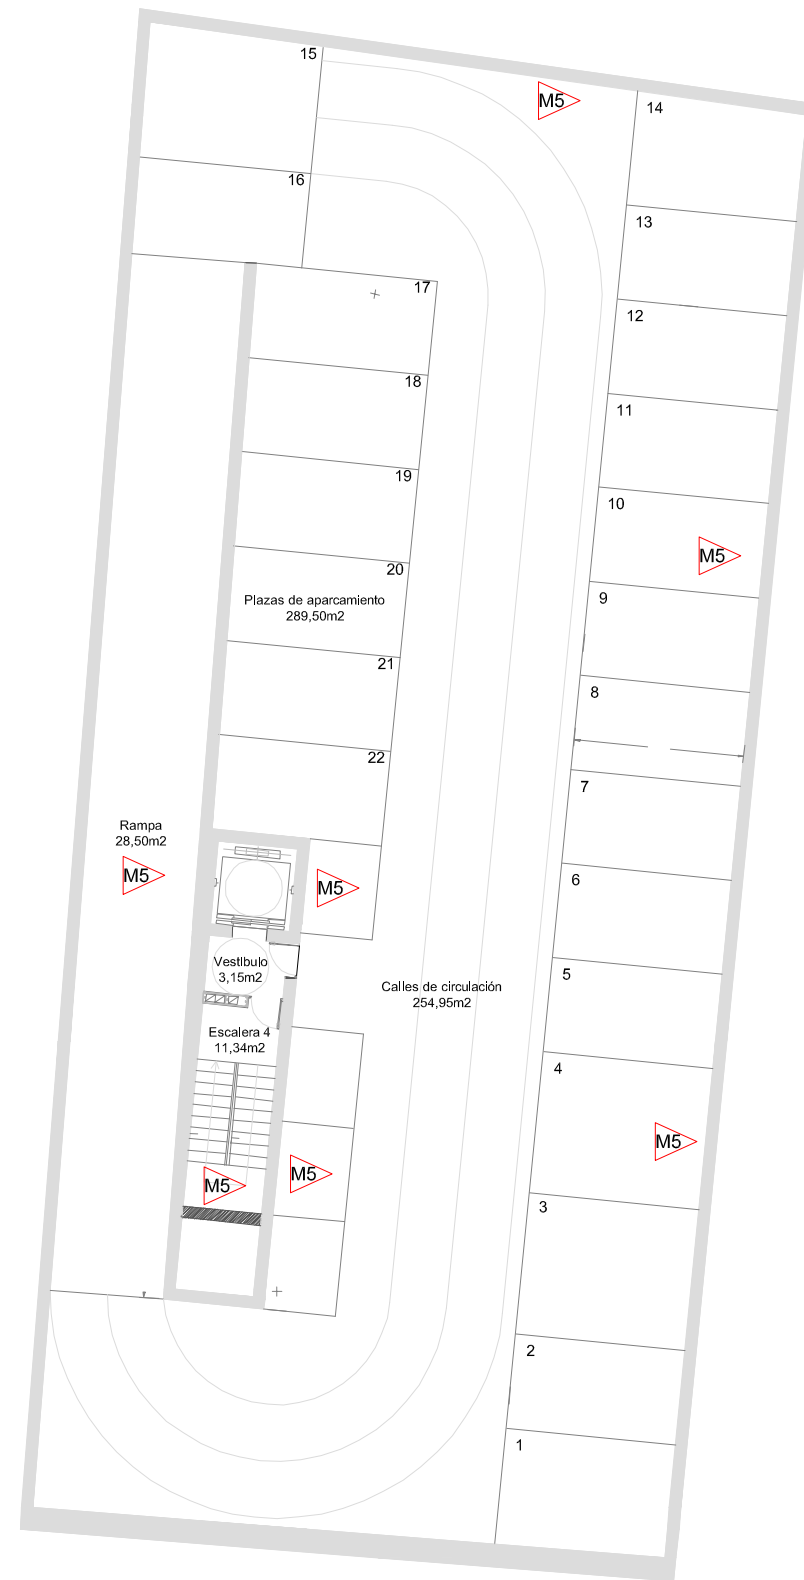 15
M5
14
16
13
17
12
18
11
19
10
M5
20
Plazas de aparcamiento
289,50m2
9
21
8
22
7
Rampa
28,50m2
M5
M5
6
Vestíbulo
3,15m2
5
Calles de circulación
254,95m2
Escalera 4
11,34m2
4
M5
M5
M5
3
2
1